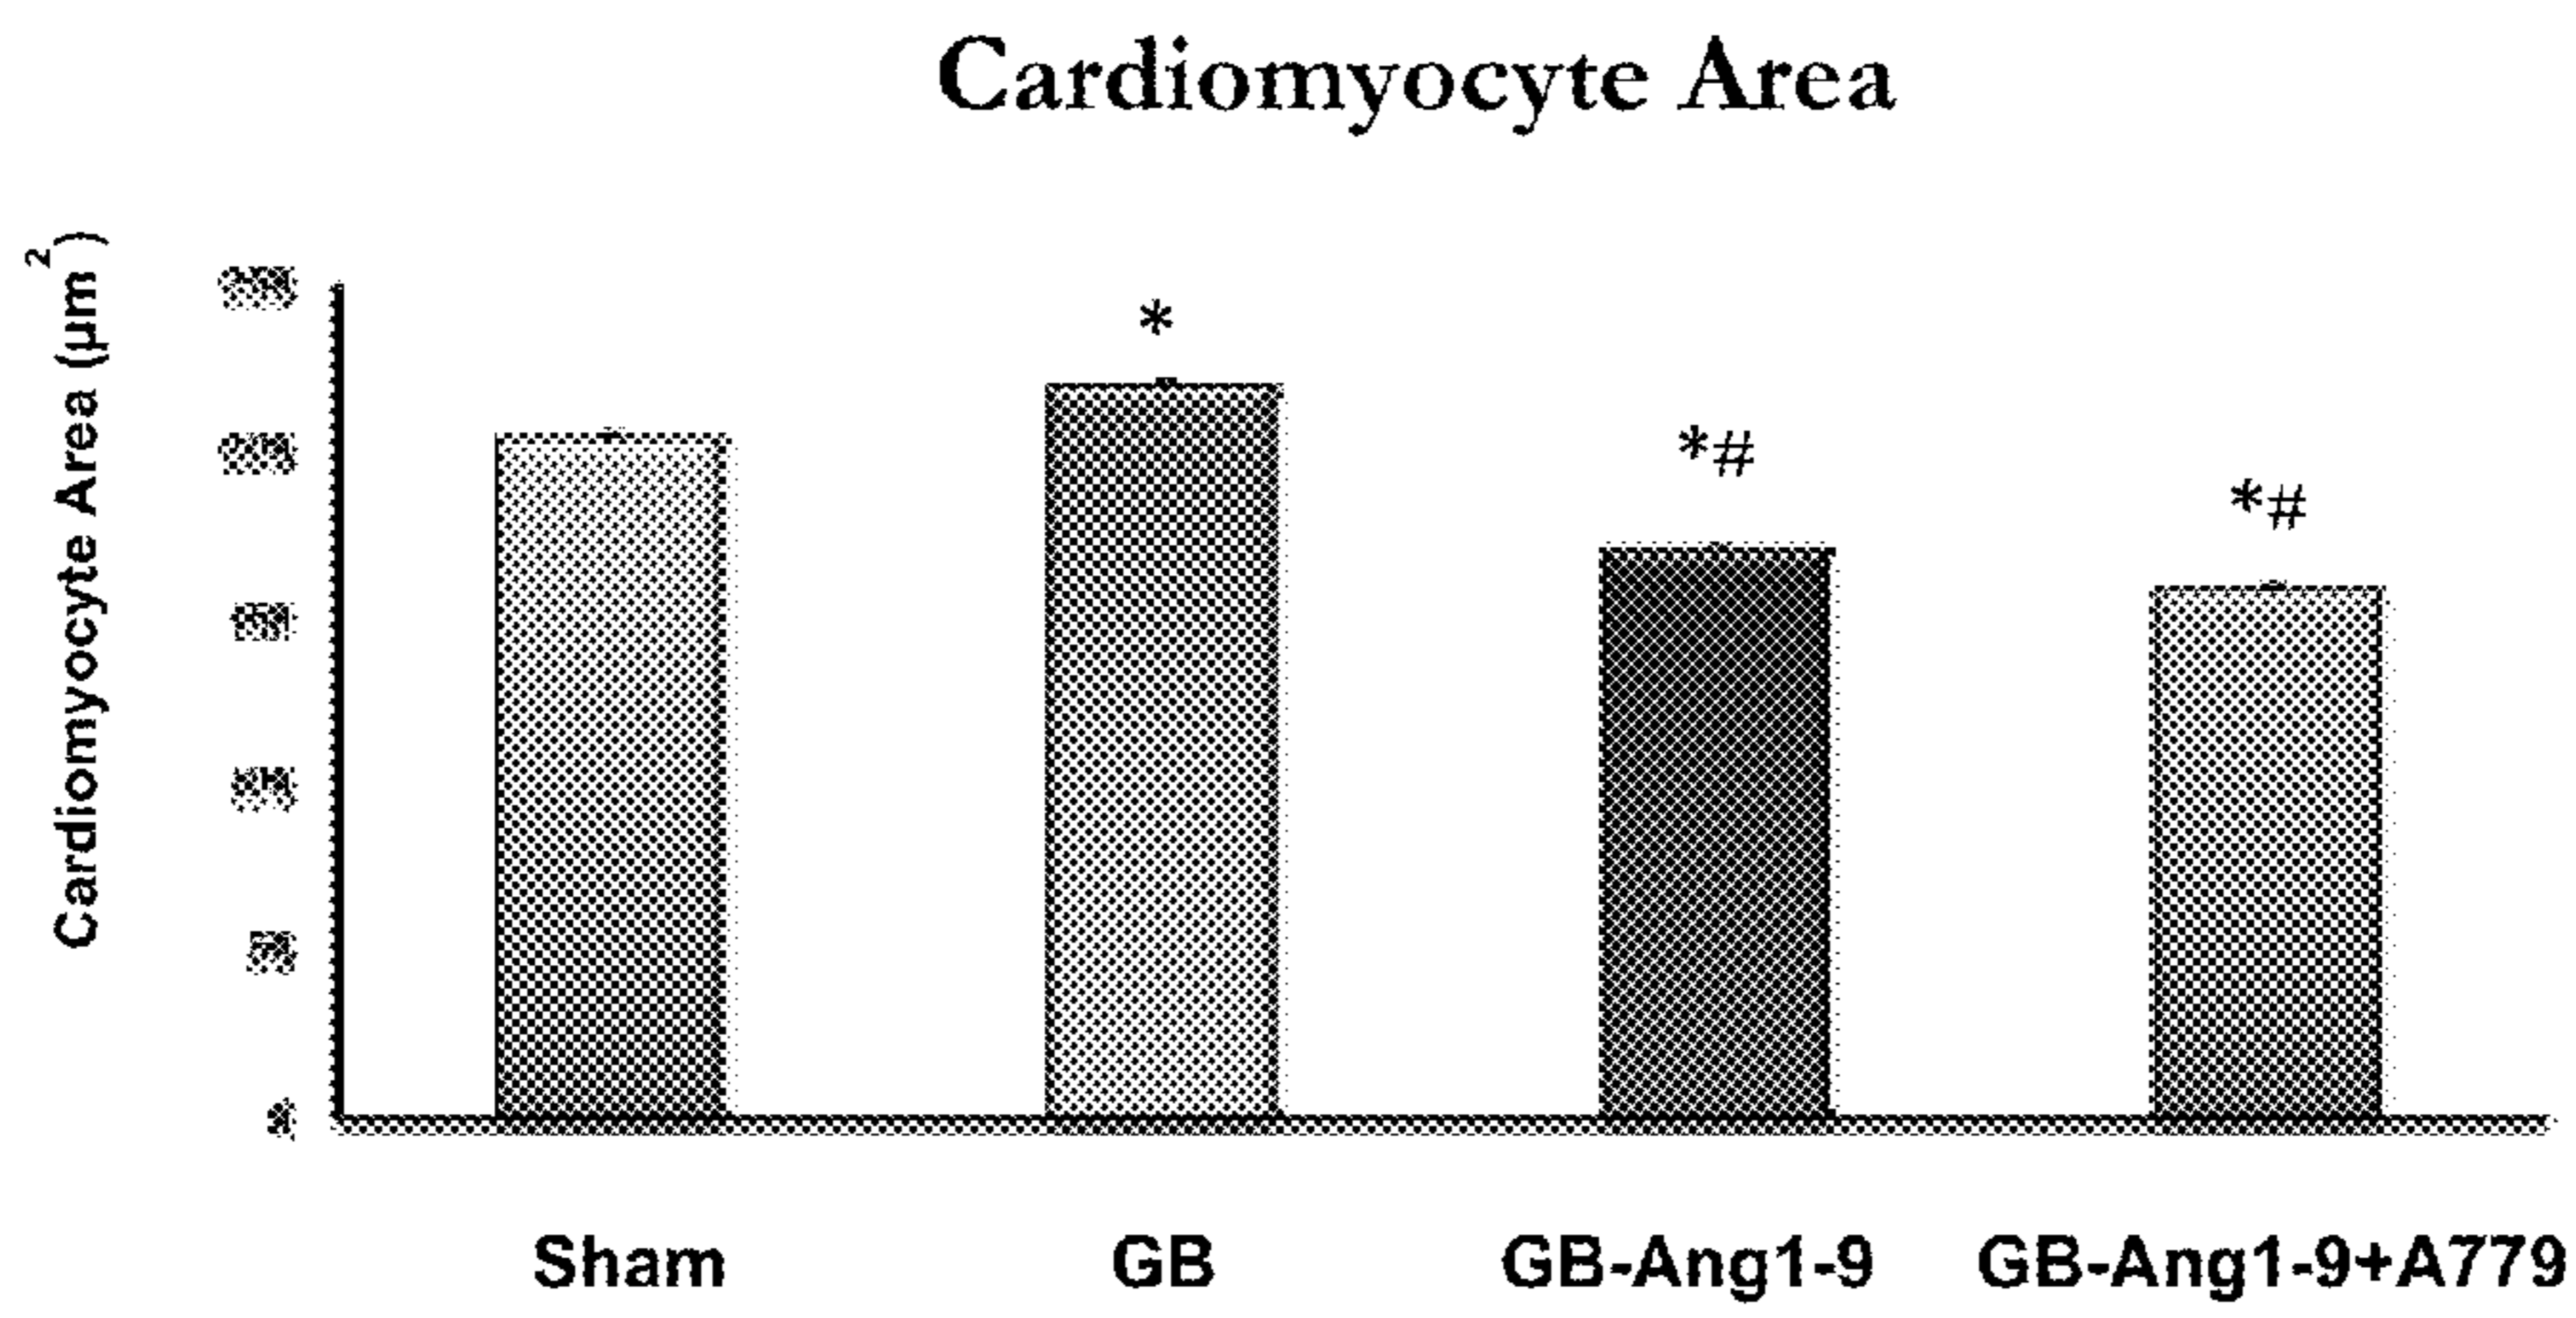 Cardiomyocyte Area
Cardiomyocyte Area (μm²)
*
*#
*#
Sham GB GB-Ang1-9 GB-Ang1-9+A779